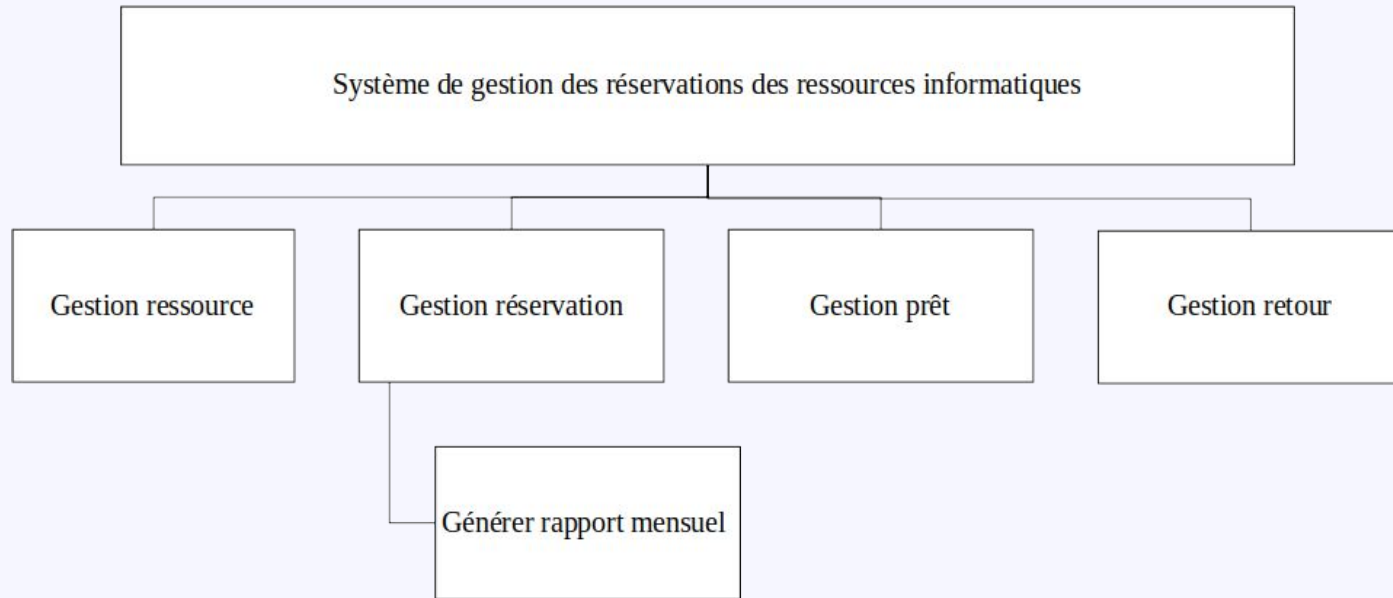 Système de gestion des réservations des ressources informatiques
Gestion ressource
Gestion réservation
Gestion prêt
Gestion retour
Générer rapport mensuel